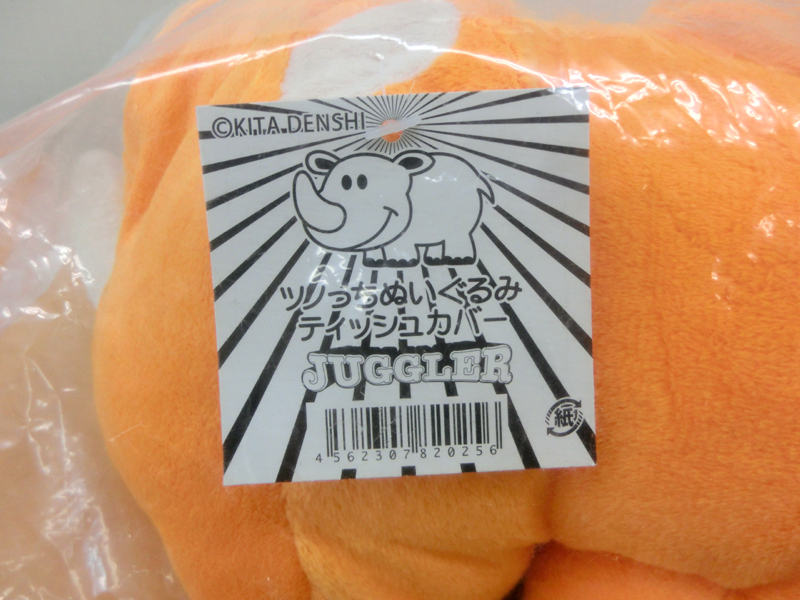 ©KITA DENSHI
ツノっちぬいぐるみ
ティッシュカバー
JUGGLER
4562307820256
紙